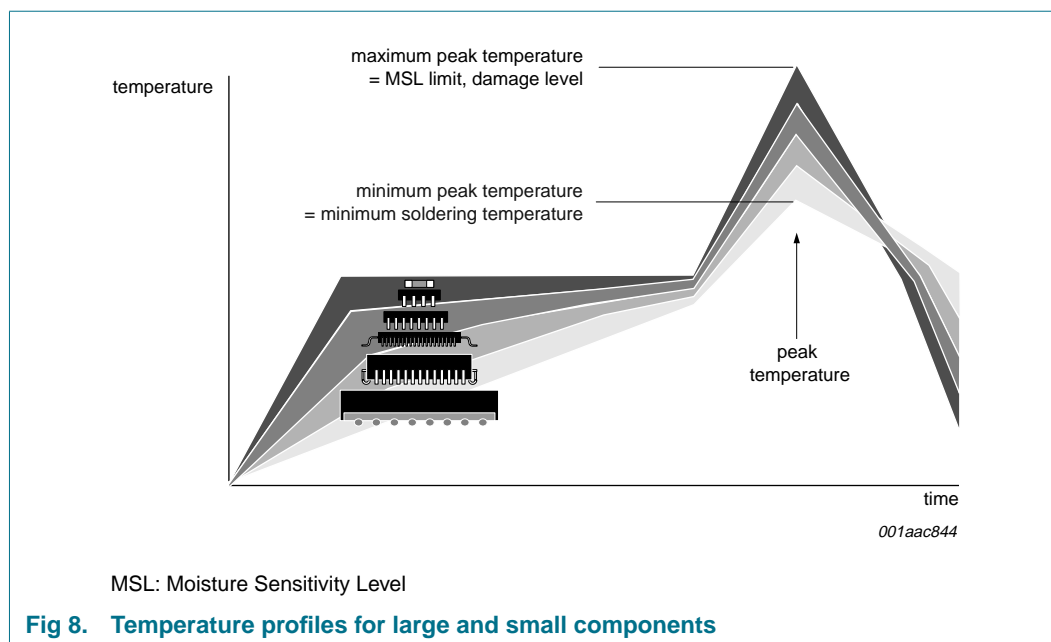 maximum peak temperature
= MSL limit, damage level
temperature
minimum peak temperature
= minimum soldering temperature
peak
temperature
time
001aac844
MSL: Moisture Sensitivity Level
Fig 8. Temperature profiles for large and small components